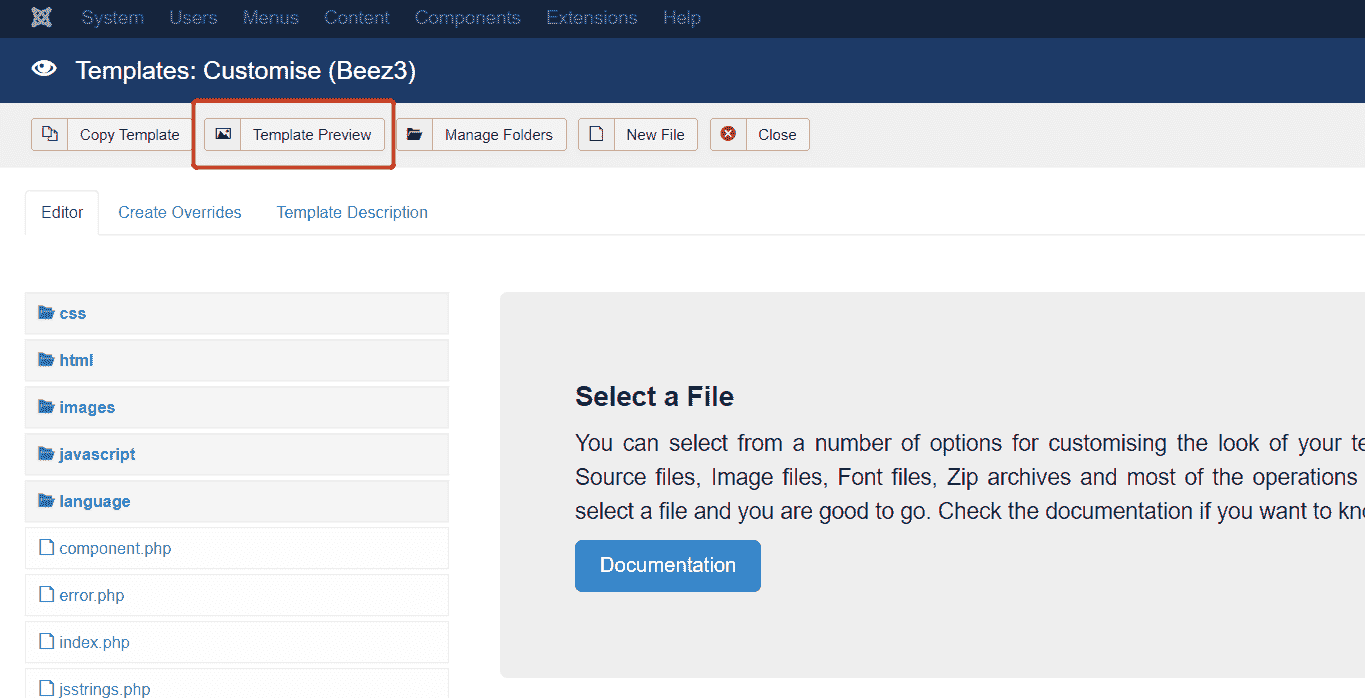 System Users Menus Content Components Extensions Help
Templates: Customise (Beez3)
Copy Template Template Preview Manage Folders New File Close
Editor Create Overrides Template Description
css
html
images
javascript
language
component.php
error.php
index.php
jsstrings.php
Select a File
You can select from a number of options for customising the look of your
Source files, Image files, Font files, Zip archives and most of the operations
select a file and you are good to go. Check the documentation if you want to
Documentation